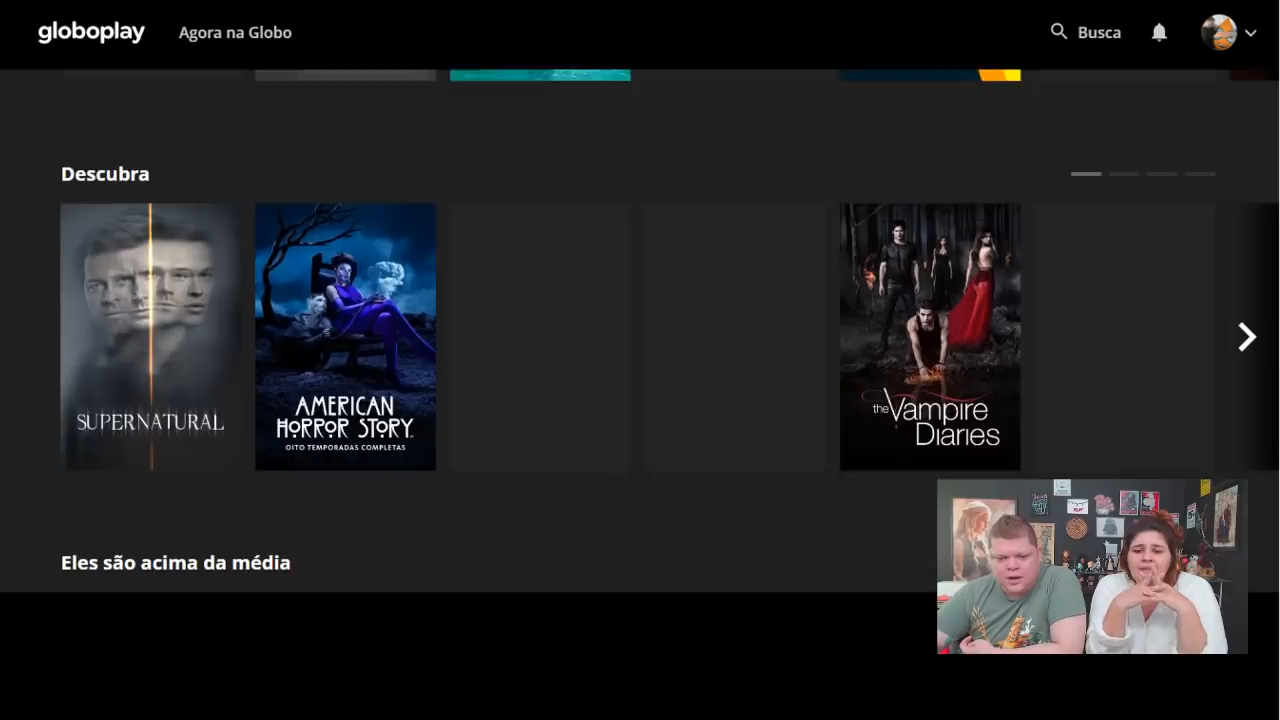 globoplay
Agora na Globo
Busca
Descubra
SUPERNATURAL
AMERICAN
HORROR STORY
OITO TEMPORADAS COMPLETAS
the Vampire
Diaries
Eles são acima da média